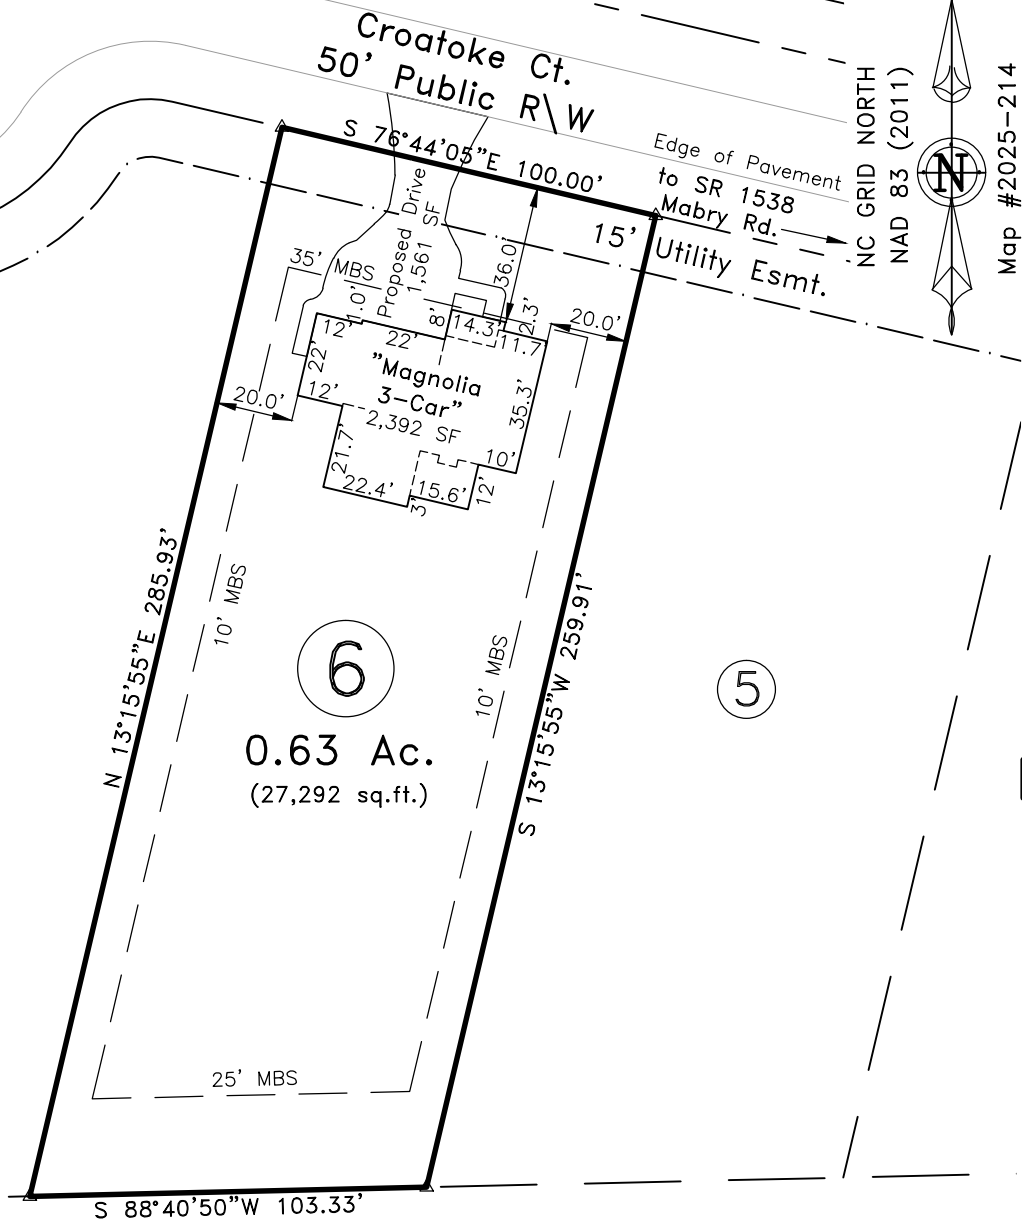 Croatoke Ct.
50' Public R\W
S 76°44'05"E 100.00'
Edge of Pavement
to SR 1538
Mabry Rd.
NC GRID NORTH
NAD 83 (2011)
N
Map #2025-214
15'
Utility Esmt.
Proposed Drive
1,561 SF
35' MBS
36.0'
1.0'
8'
14.3'
2.3'
20.0'
12'
22'
11.7'
22'
"Magnolia
3-Car"
2,392 SF
35.3'
20.0'
12'
21.7'
22.4'
3'
15.6'
12'
10'
N 13°15'55"E 285.93'
10' MBS
10' MBS
S 13°15'55"W 259.91'
6
0.63 Ac.
(27,292 sq.ft.)
5
25' MBS
S 88°40'50"W 103.33'